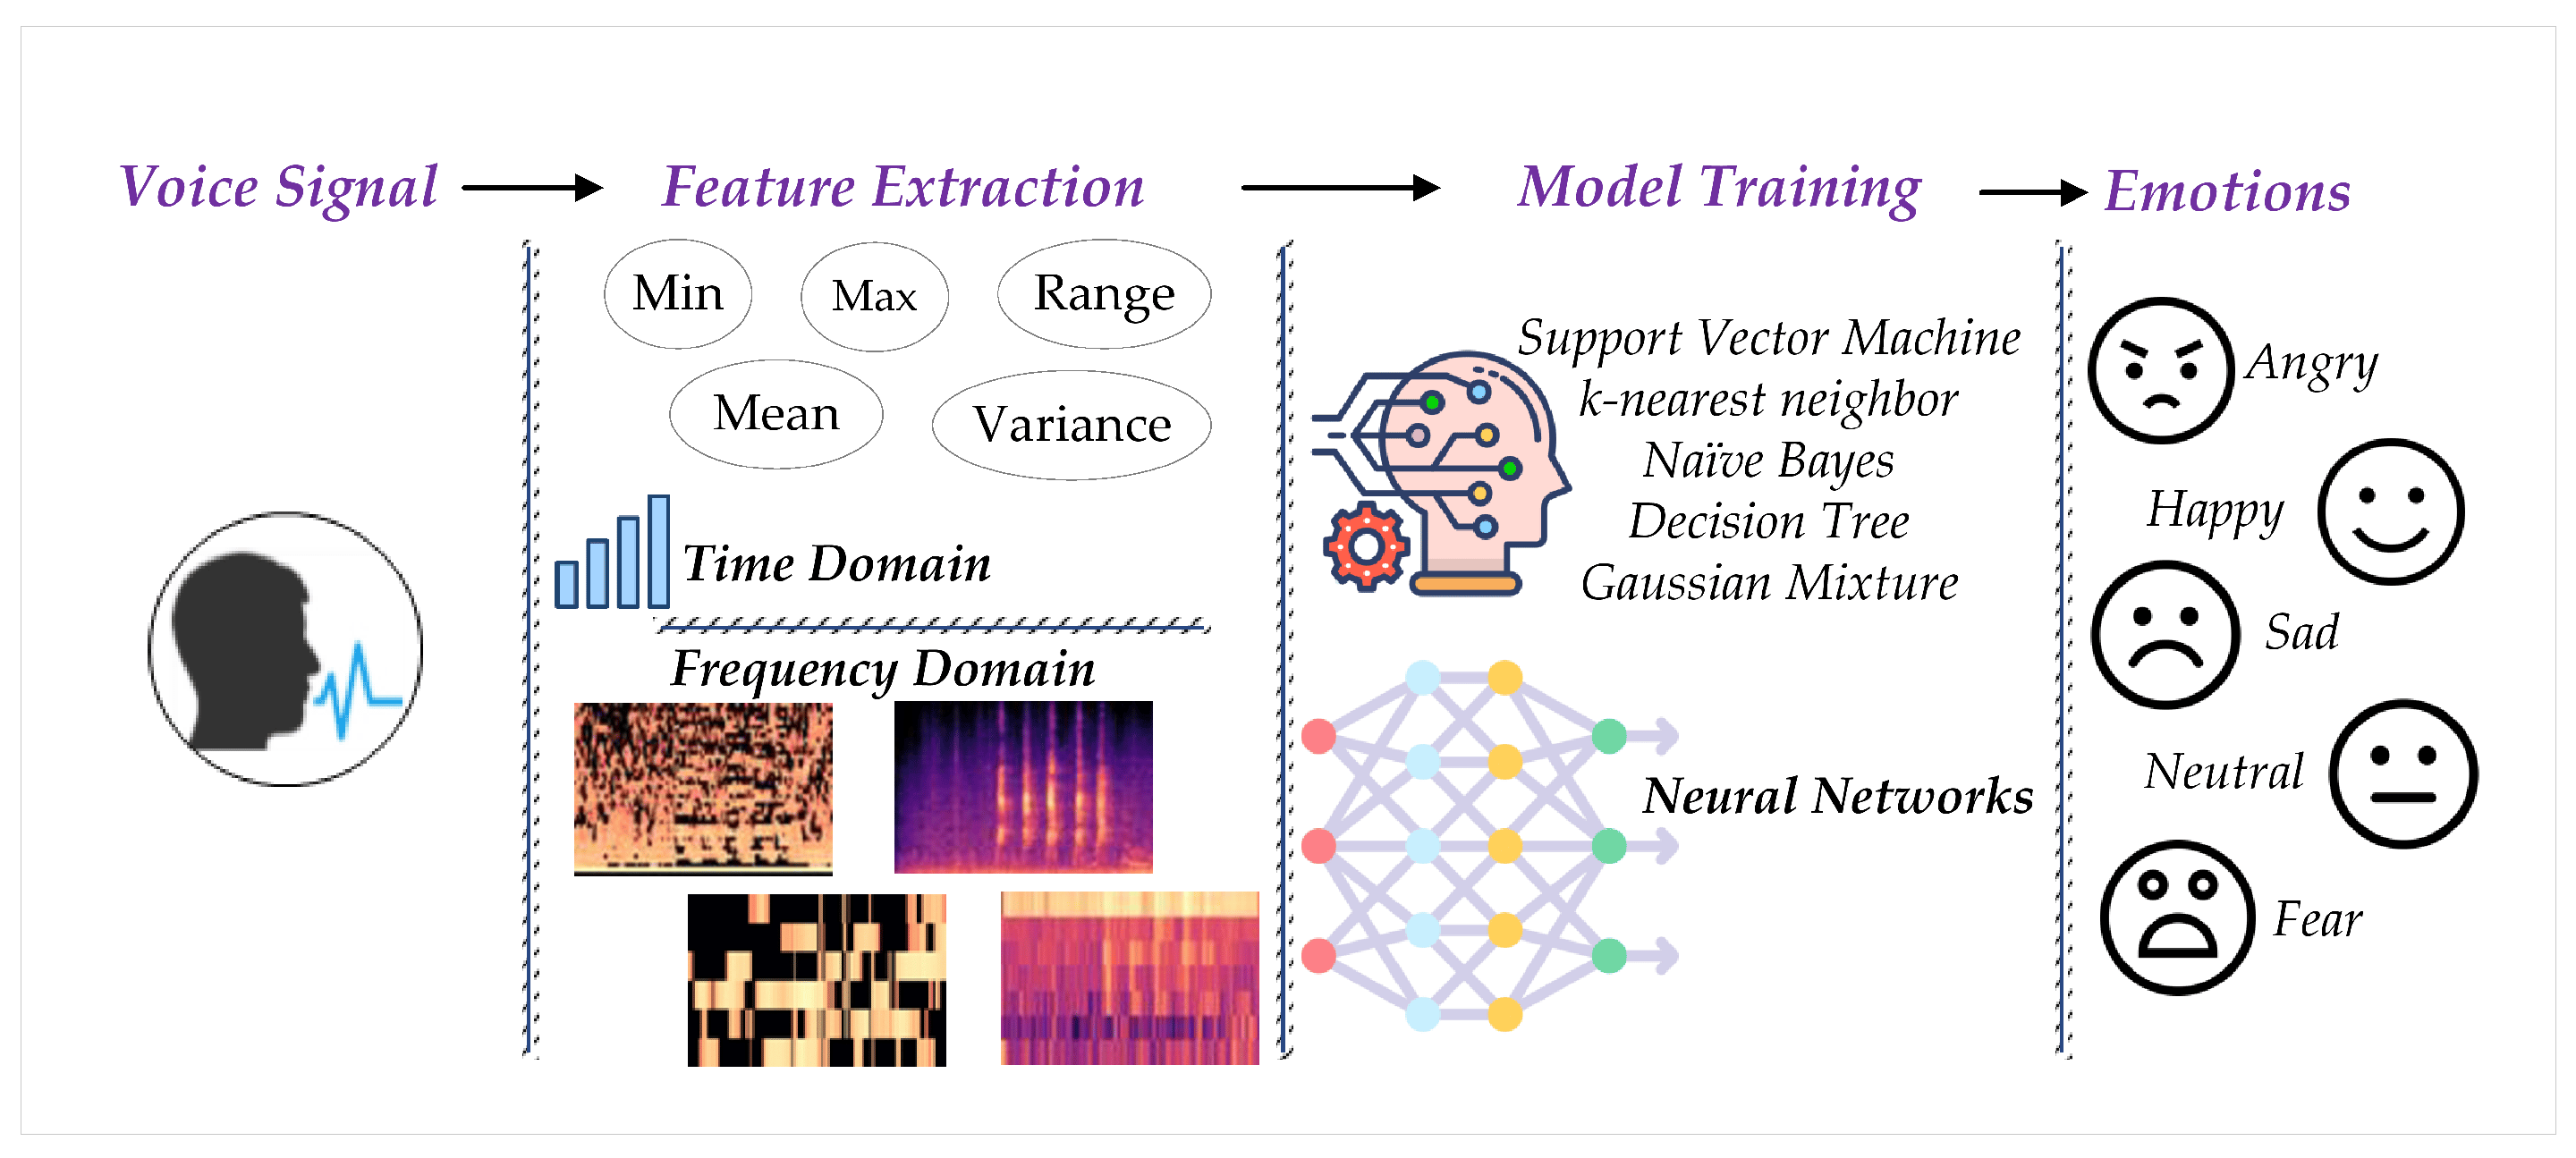 Voice Signal
Feature Extraction
Model Training
Emotions
Min
Max
Range
Mean
Variance
Time Domain
Frequency Domain
Support Vector Machine
k-nearest neighbor
Naïve Bayes
Decision Tree
Gaussian Mixture
Neural Networks
Angry
Happy
Sad
Neutral
Fear